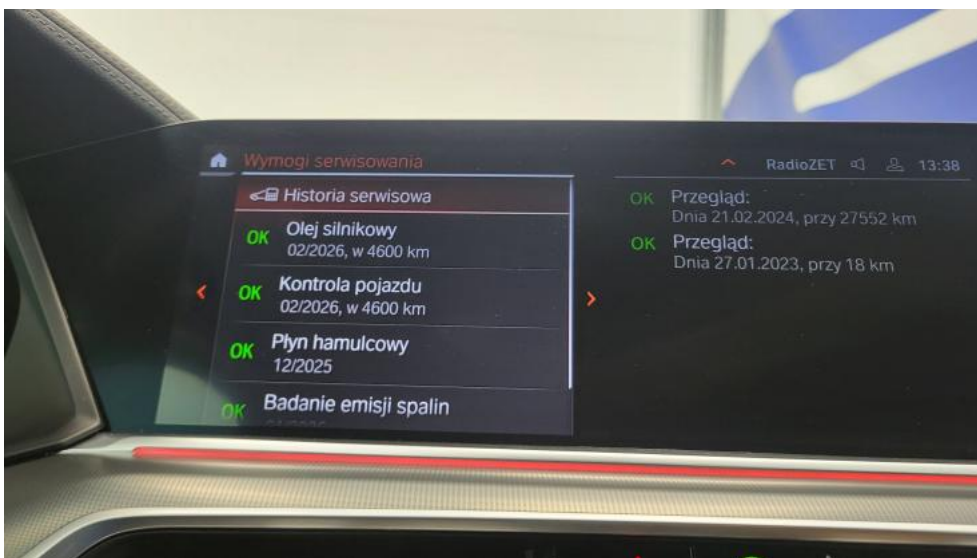 Wymogi serwisowania
RadioZET 13:38
Historia serwisowa
OK Olej silnikowy
02/2026, w 4600 km
OK Kontrola pojazdu
02/2026, w 4600 km
OK Płyn hamulcowy
12/2025
OK Badanie emisji spalin
OK Przegląd:
Dnia 21.02.2024, przy 27552 km
OK Przegląd:
Dnia 27.01.2023, przy 18 km